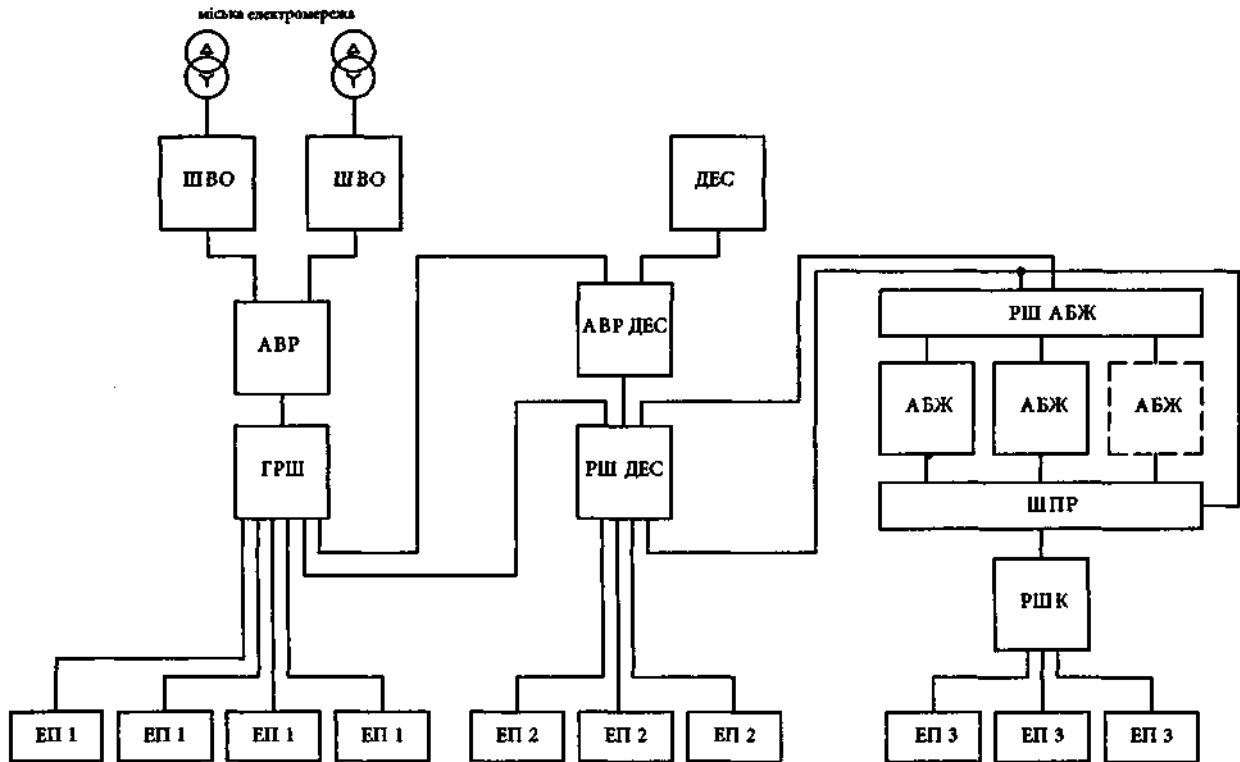 міська електромережа
ШВО
ШВО
ДЕС
АВР
АВР ДЕС
РШ АБЖ
АБЖ
АБЖ
АБЖ
ГРШ
РШ ДЕС
ШПР
РШК
ЕП 1
ЕП 1
ЕП 1
ЕП 1
ЕП 2
ЕП 2
ЕП 2
ЕП 3
ЕП 3
ЕП 3